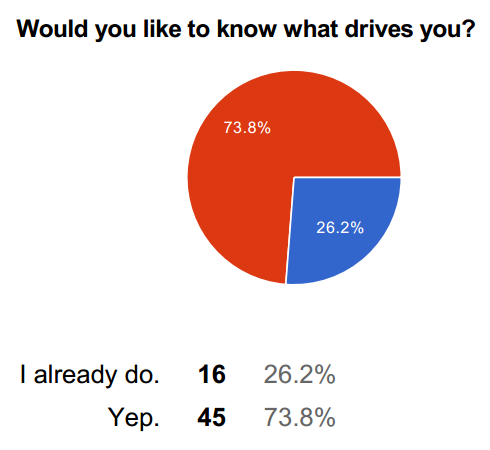 Would you like to know what drives you?
73.8%
26.2%
I already do. 16 26.2%
Yep. 45 73.8%